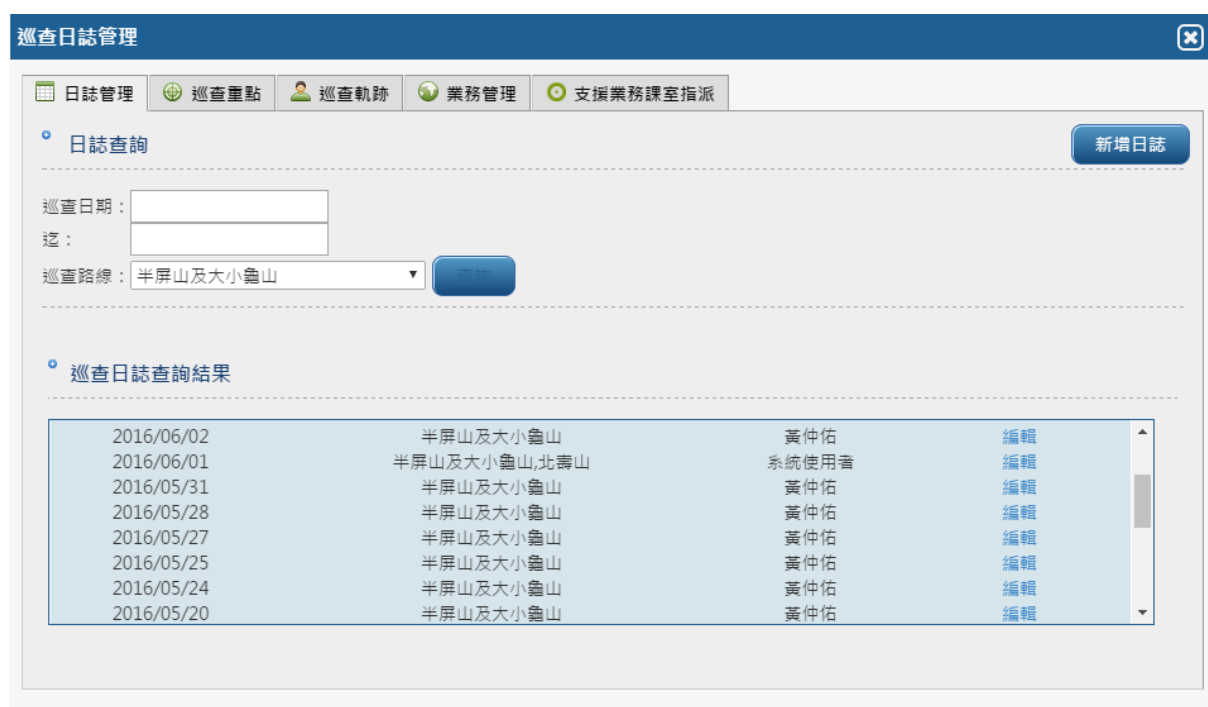 巡查日誌管理
日誌管理 巡查重點 巡查軌跡 業務管理 支援業務課室指派
日誌查詢 新增日誌
巡查日期：
迄：
巡查路線： 半屏山及大小龜山 查詢
巡查日誌查詢結果
2016/06/02 半屏山及大小龜山 黃仲佑 編輯
2016/06/01 半屏山及大小龜山,北壽山 系統使用者 編輯
2016/05/31 半屏山及大小龜山 黃仲佑 編輯
2016/05/28 半屏山及大小龜山 黃仲佑 編輯
2016/05/27 半屏山及大小龜山 黃仲佑 編輯
2016/05/25 半屏山及大小龜山 黃仲佑 編輯
2016/05/24 半屏山及大小龜山 黃仲佑 編輯
2016/05/20 半屏山及大小龜山 黃仲佑 編輯